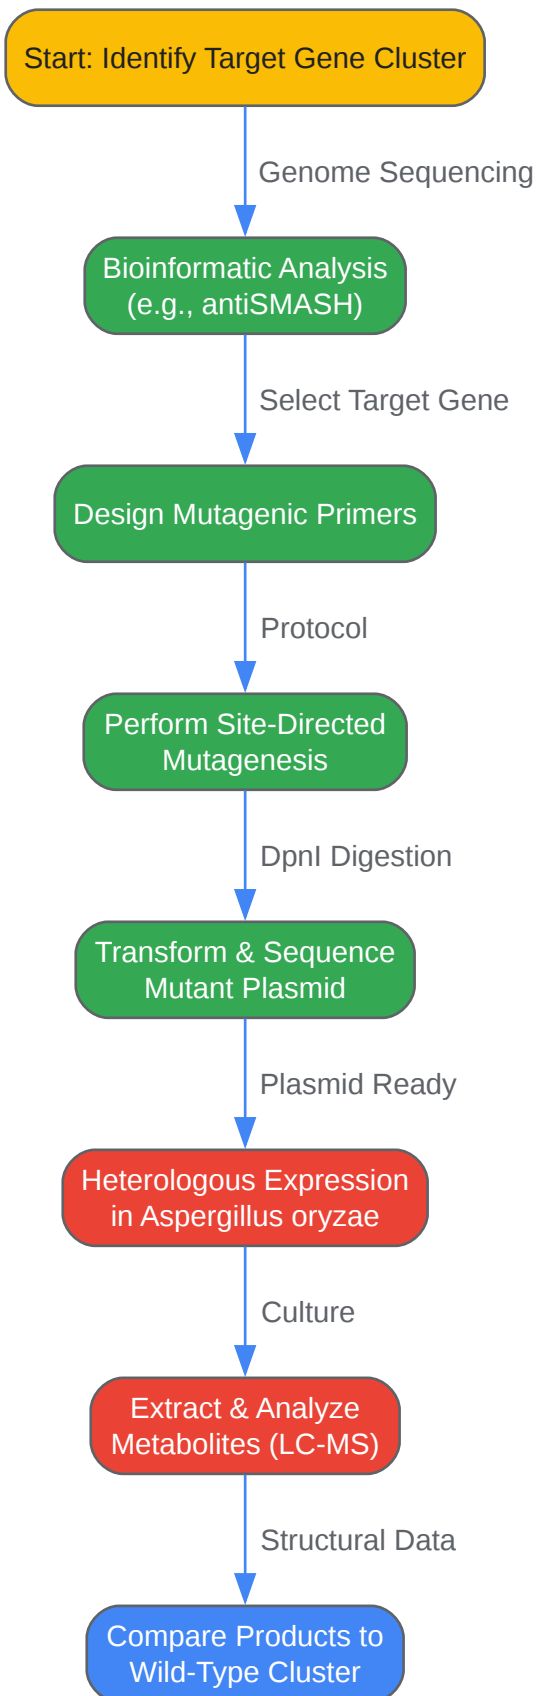 Start: Identify Target Gene Cluster
Genome Sequencing
Bioinformatic Analysis
(e.g., antiSMASH)
Select Target Gene
Design Mutagenic Primers
Protocol
Perform Site-Directed
Mutagenesis
DpnI Digestion
Transform & Sequence
Mutant Plasmid
Plasmid Ready
Heterologous Expression
in Aspergillus oryzae
Culture
Extract & Analyze
Metabolites (LC-MS)
Structural Data
Compare Products to
Wild-Type Cluster